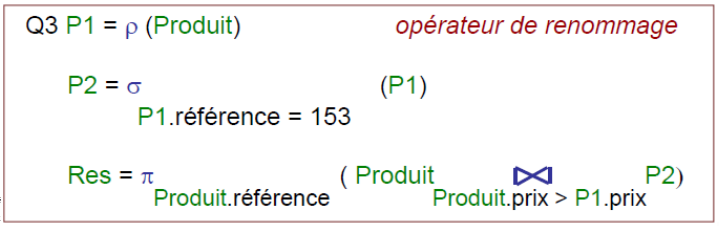 Q3 P1 = ρ (Produit) opérateur de renommage
P2 = σ (P1)
P1.référence = 153
Res = π ( Produit ⋈ P2)
Produit.référence Produit.prix > P1.prix